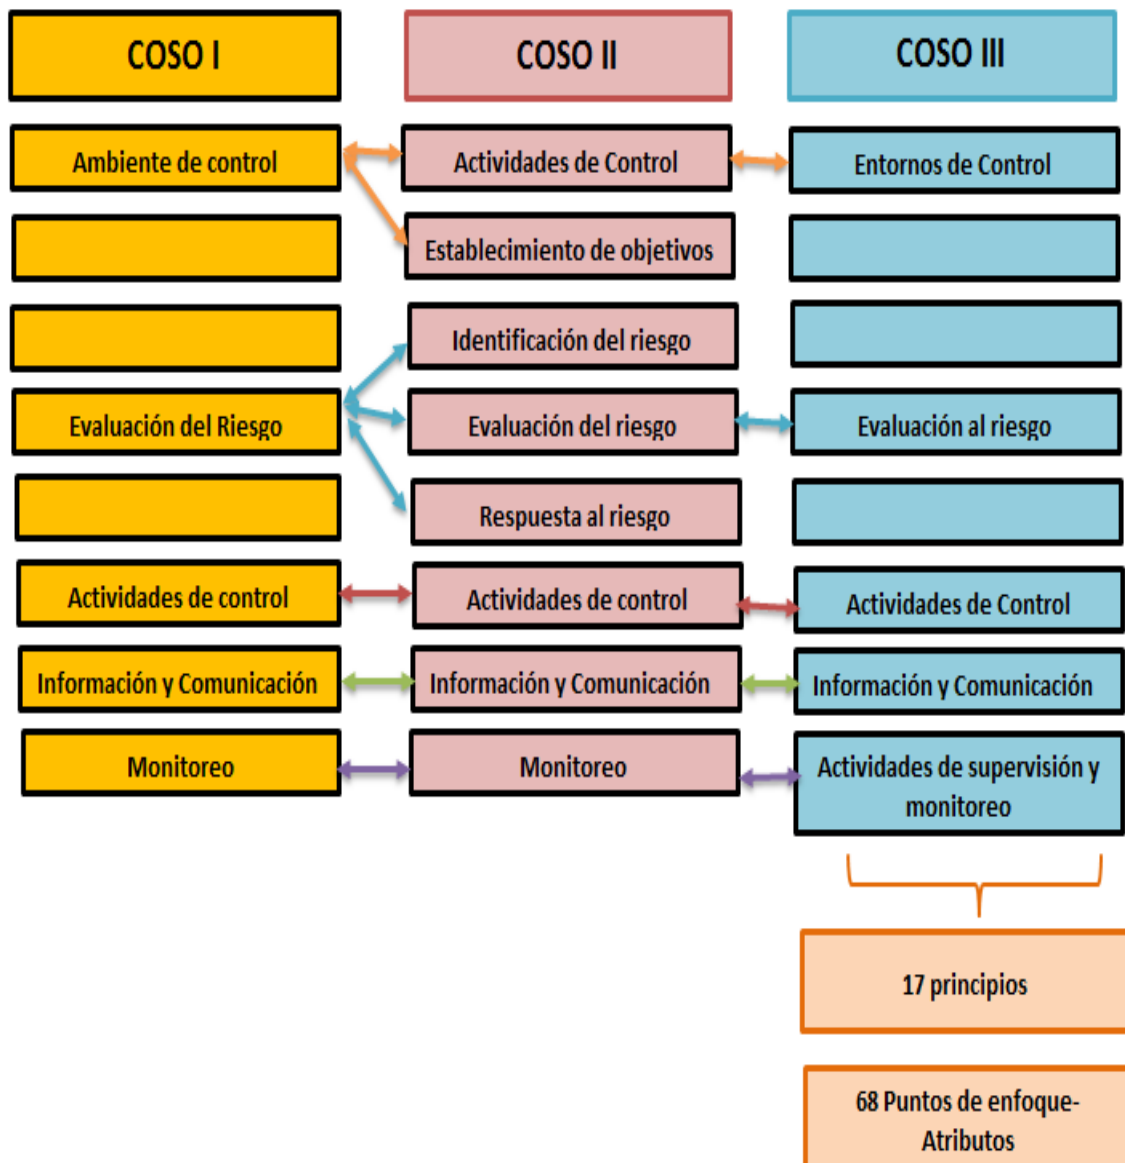 COSO I
COSO II
COSO III
Ambiente de control
Actividades de Control
Entornos de Control
Establecimiento de objetivos
Identificación del riesgo
Evaluación del Riesgo
Evaluación del riesgo
Evaluación al riesgo
Respuesta al riesgo
Actividades de control
Actividades de control
Actividades de Control
Información y Comunicación
Información y Comunicación
Información y Comunicación
Monitoreo
Monitoreo
Actividades de supervisión y
monitoreo
17 principios
68 Puntos de enfoque-
Atributos